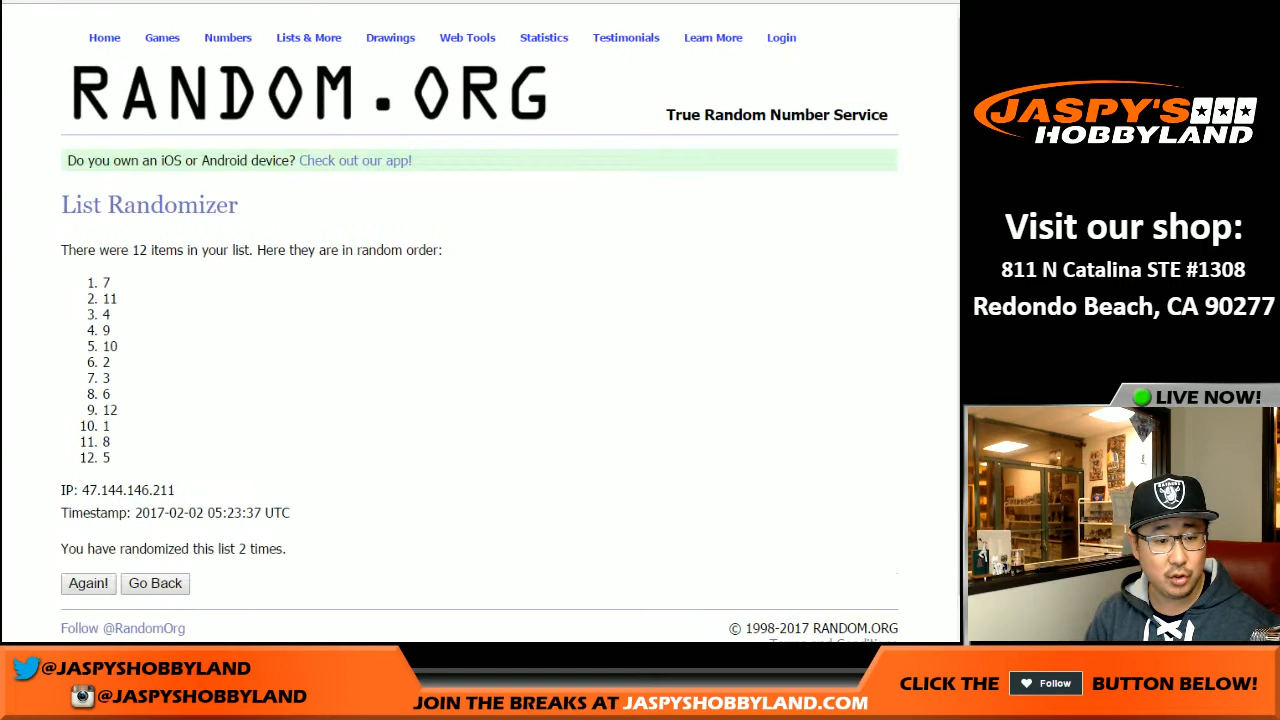 Home Games Numbers Lists & More Drawings Web Tools Statistics Testimonials Learn More Login
RANDOM.ORG
True Random Number Service
Do you own an iOS or Android device? Check out our app!
List Randomizer
There were 12 items in your list. Here they are in random order:
1. 7
2. 11
3. 4
4. 9
5. 10
6. 2
7. 3
8. 6
9. 12
10. 1
11. 8
12. 5
IP: 47.144.146.211
Timestamp: 2017-02-02 05:23:37 UTC
You have randomized this list 2 times.
Again! Go Back
Follow @RandomOrg
© 1998-2017 RANDOM.ORG
Terms and Conditions
JASPY'S
HOBBYLAND
Visit our shop:
811 N Catalina STE #1308
Redondo Beach, CA 90277
LIVE NOW!
RAIDERS
@JASPYSHOBBYLAND
@JASPYSHOBBYLAND
JOIN THE BREAKS AT JASPYSHOBBYLAND.COM
CLICK THE Follow BUTTON BELOW!